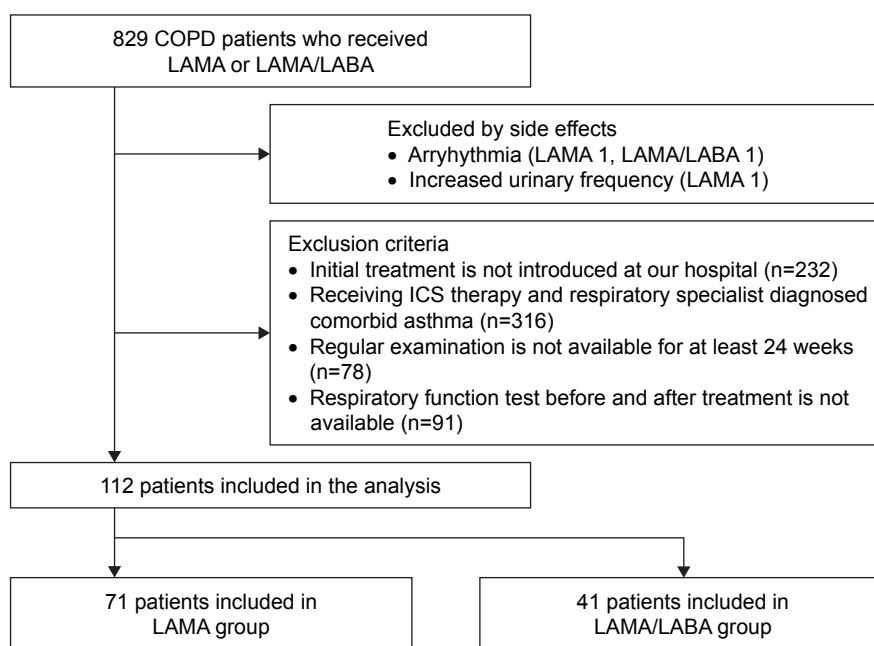 829 COPD patients who received
LAMA or LAMA/LABA
Excluded by side effects
• Arryhythmia (LAMA 1, LAMA/LABA 1)
• Increased urinary frequency (LAMA 1)
Exclusion criteria
• Initial treatment is not introduced at our hospital (n=232)
• Receiving ICS therapy and respiratory specialist diagnosed
comorbid asthma (n=316)
• Regular examination is not available for at least 24 weeks
(n=78)
• Respiratory function test before and after treatment is not
available (n=91)
112 patients included in the analysis
71 patients included in
LAMA group
41 patients included in
LAMA/LABA group